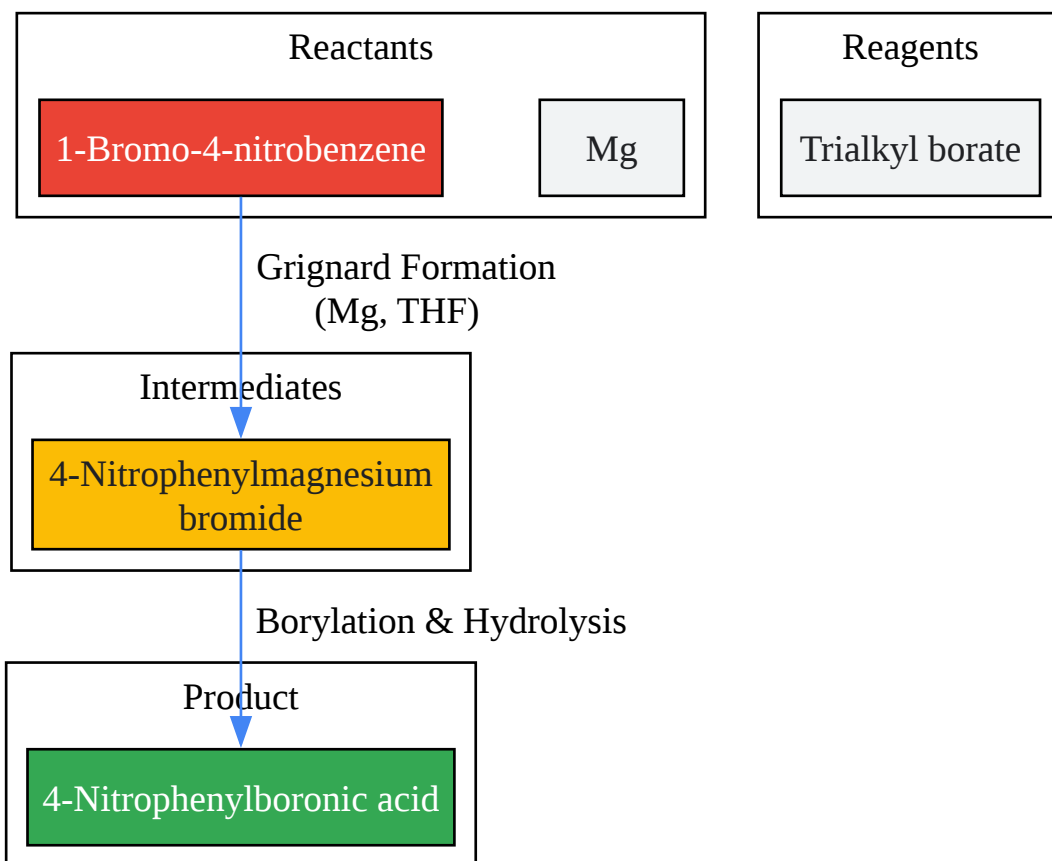 Reactants
Reagents
1-Bromo-4-nitrobenzene
Mg
Trialkyl borate
Grignard Formation
(Mg, THF)
Intermediates
4-Nitrophenylmagnesium
bromide
Borylation & Hydrolysis
Product
4-Nitrophenylboronic acid